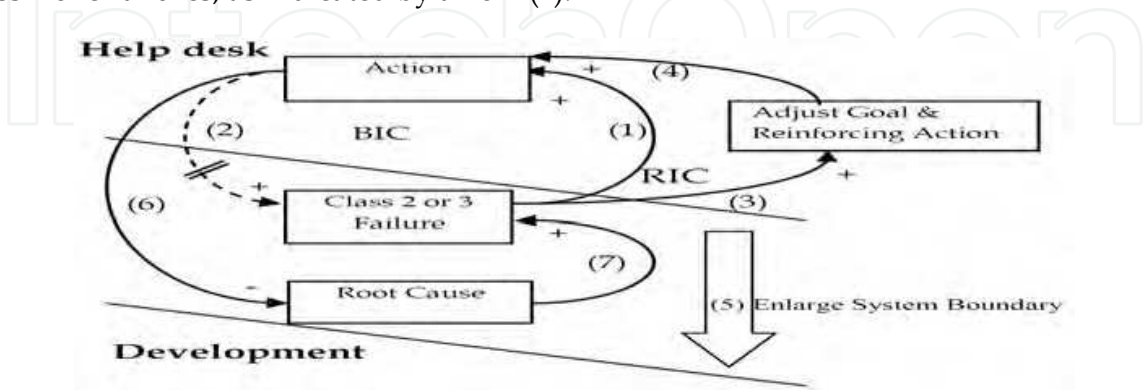 Help desk
Action
+
(4)
+
Adjust Goal &
Reinforcing Action
(2)
BIC
(1)
RIC
+
+
(6)
Class 2 or 3
Failure
(3)
+
(7)
-
Root Cause
(5) Enlarge System Boundary
Development